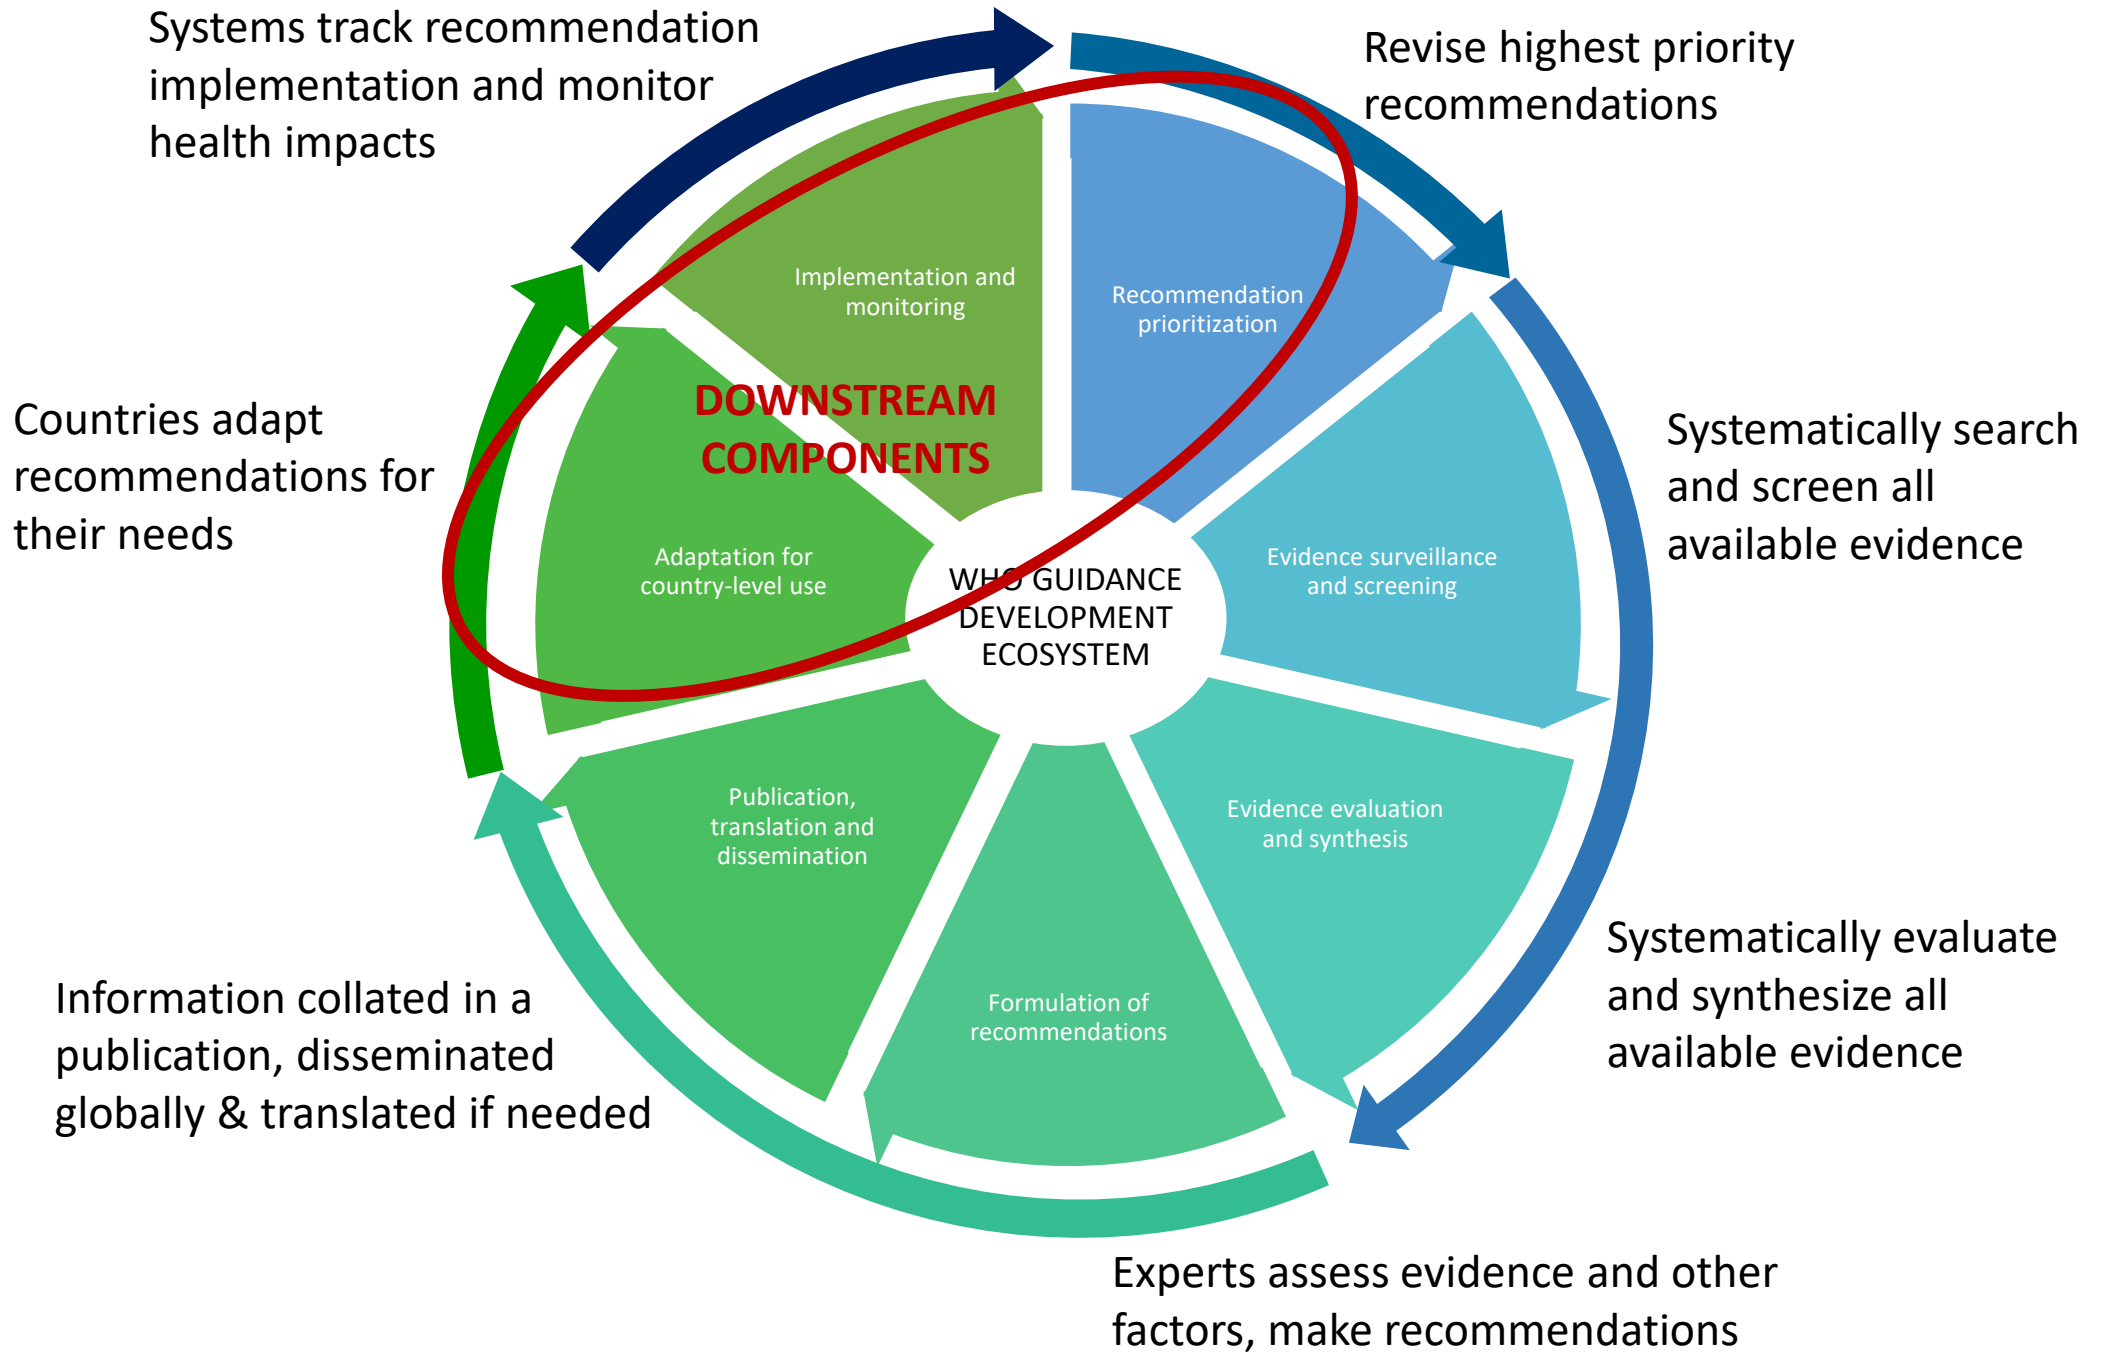 Systems track recommendation
implementation and monitor
health impacts
Revise highest priority
recommendations
Implementation and
monitoring
Recommendation
prioritization
DOWNSTREAM
COMPONENTS
Countries adapt
recommendations for
their needs
Systematically search
and screen all
available evidence
Adaptation for
country-level use
WHO GUIDANCE
DEVELOPMENT
ECOSYSTEM
Evidence surveillance
and screening
Publication,
translation and
dissemination
Evidence evaluation
and synthesis
Formulation of
recommendations
Information collated in a
publication, disseminated
globally & translated if needed
Systematically evaluate
and synthesize all
available evidence
Experts assess evidence and other
factors, make recommendations